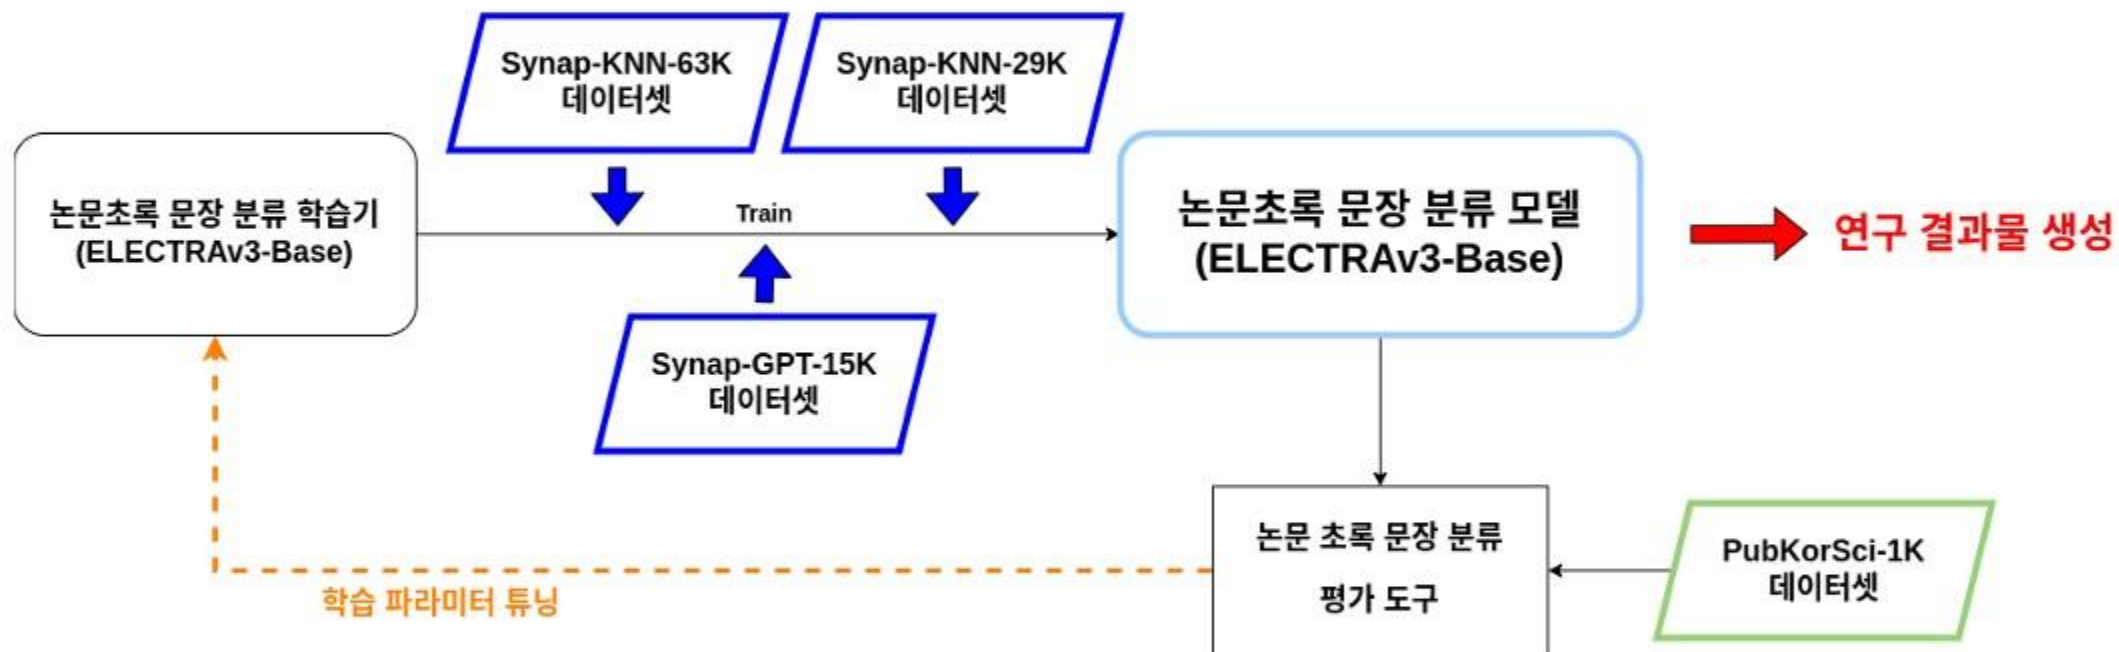 Synap-KNN-63K
데이터셋
Synap-KNN-29K
데이터셋
논문초록 문장 분류 학습기
(ELECTRAv3-Base)
Train
논문초록 문장 분류 모델
(ELECTRAv3-Base)
연구 결과물 생성
Synap-GPT-15K
데이터셋
논문 초록 문장 분류
평가 도구
PubKorSci-1K
데이터셋
학습 파라미터 튜닝